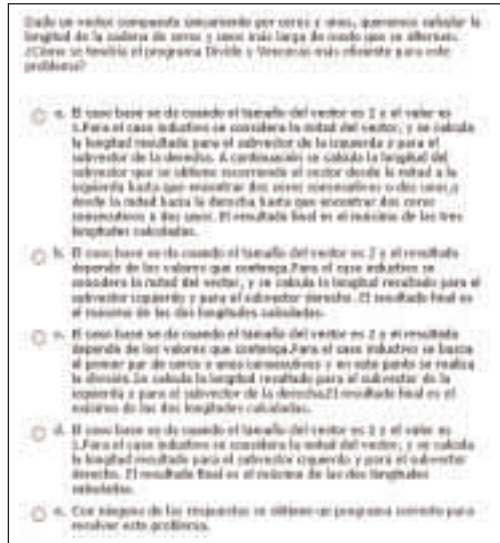 Dado un vector compuesto únicamente por ceros y unos, queremos calcular la
longitud de la cadena de ceros y unos más larga de modo que se alternen.
¿Cómo se tendría el programa Divide y Vencerás más eficiente para este
problema?
a. El caso base se da cuando el tamaño del vector es 1 y el valor es
1.Para el caso inductivo se considera la mitad del vector, y se calcula
la longitud resultado para el subvector de la izquierda y para el
subvector de la derecha. A continuación se calcula la longitud del
subvector que se obtiene recorriendo el vector desde la mitad a la
izquierda hasta que encontrar dos ceros consecutivos o dos unos,y
desde la mitad hacia la derecha hasta que encontrar dos ceros
consecutivos o dos unos. El resultado final es el máximo de las tres
longitudes calculadas.
b. El caso base se da cuando el tamaño del vector es 2 y el resultado
depende de los valores que contenga.Para el caso inductivo se
considera la mitad del vector, y se calcula la longitud resultado para el
subvector izquierdo y para el subvector derecho. El resultado final es
el máximo de las dos longitudes calculadas.
c. El caso base se da cuando el tamaño del vector es 2 y el resultado
depende de los valores que contenga.Para el caso inductivo se busca
el primer par de ceros o unos consecutivos y en este punto se realiza
la división.Se calcula la longitud resultado para el subvector de la
izquierda y para el subvector de la derecha.El resultado final es el
máximo de las dos longitudes calculadas.
d. El caso base se da cuando el tamaño del vector es 1 y el valor es
1.Para el caso inductivo se considera la mitad del vector, y se calcula
la longitud resultado para el subvector izquierdo y para el subvector
derecho. El resultado final es el máximo de las dos longitudes
calculadas.
e. Con ninguna de las respuestas se obtiene un programa correcto para
resolver este problema.